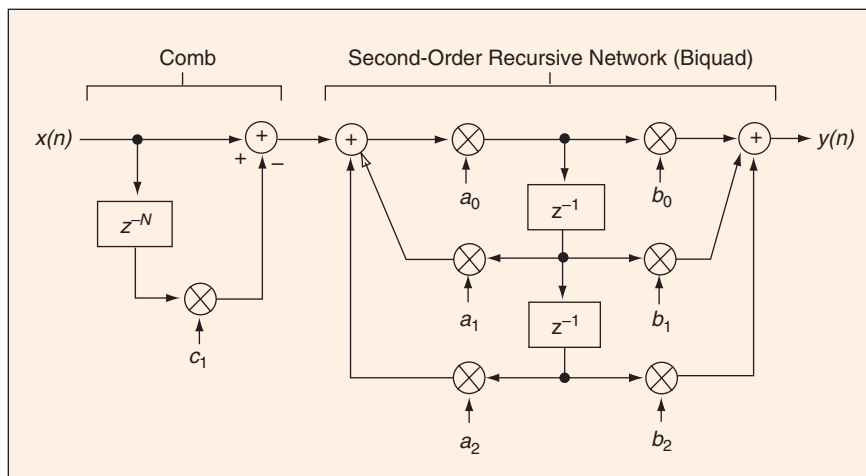 Comb
Second-Order Recursive Network (Biquad)
x(n)
+
+
−
+
+
y(n)
a0
b0
z−N
z−1
a1
b1
c1
z−1
a2
b2